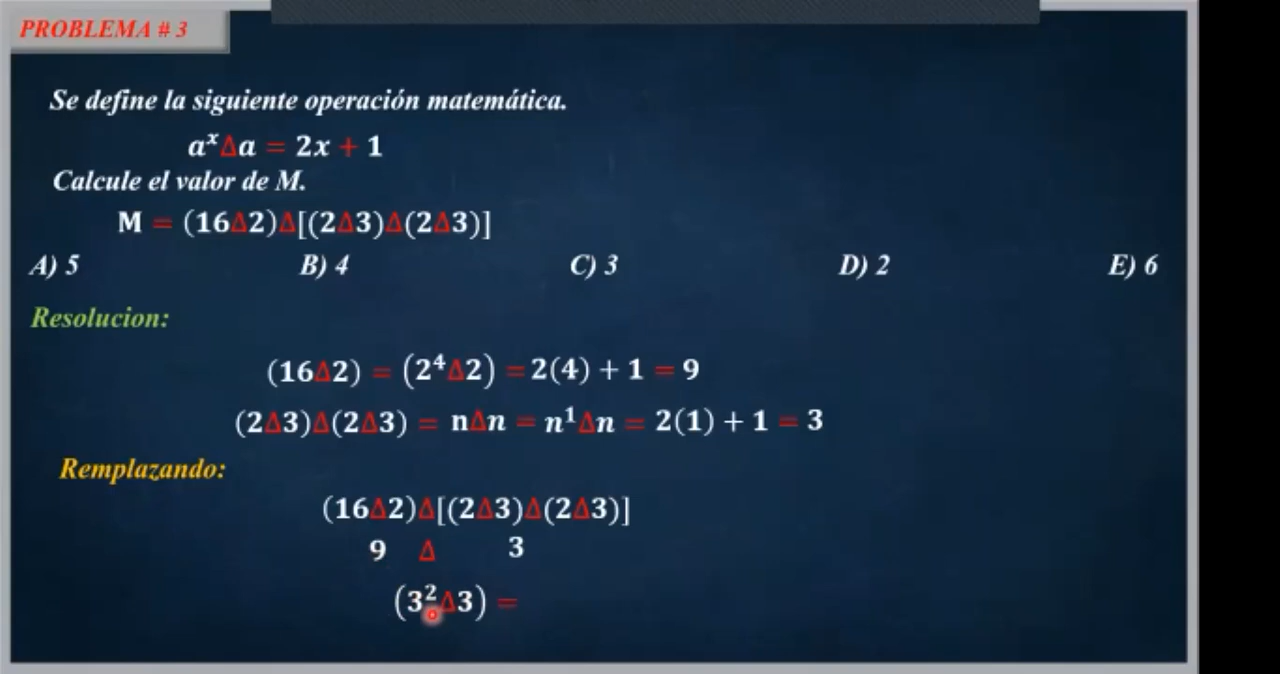 PROBLEMA # 3
Se define la siguiente operación matemática.
aˣΔa = 2x + 1
Calcule el valor de M.
M = (16Δ2)Δ[(2Δ3)Δ(2Δ3)]
A) 5 B) 4 C) 3 D) 2 E) 6
Resolucion:
(16Δ2) = (2⁴Δ2) = 2(4) + 1 = 9
(2Δ3)Δ(2Δ3) = nΔn = n¹Δn = 2(1) + 1 = 3
Remplazando:
(16Δ2)Δ[(2Δ3)Δ(2Δ3)]
9 Δ 3
(3²Δ3) =